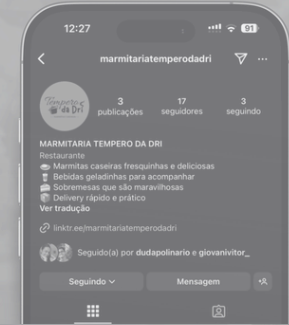 12:27
91
marmitariatemperodadri
Tempero
da Dri
3
publicações
17
seguidores
3
seguindo
MARMITARIA TEMPERO DA DRI
Restaurante
Marmitas caseiras fresquinhas e deliciosas
Bebidas geladinhas para acompanhar
Sobremesas que são maravilhosas
Delivery rápido e prático
Ver tradução
linktr.ee/marmitariatemperodadri
Seguido(a) por dudapolinario e giovanivitor_
Seguindo
Mensagem